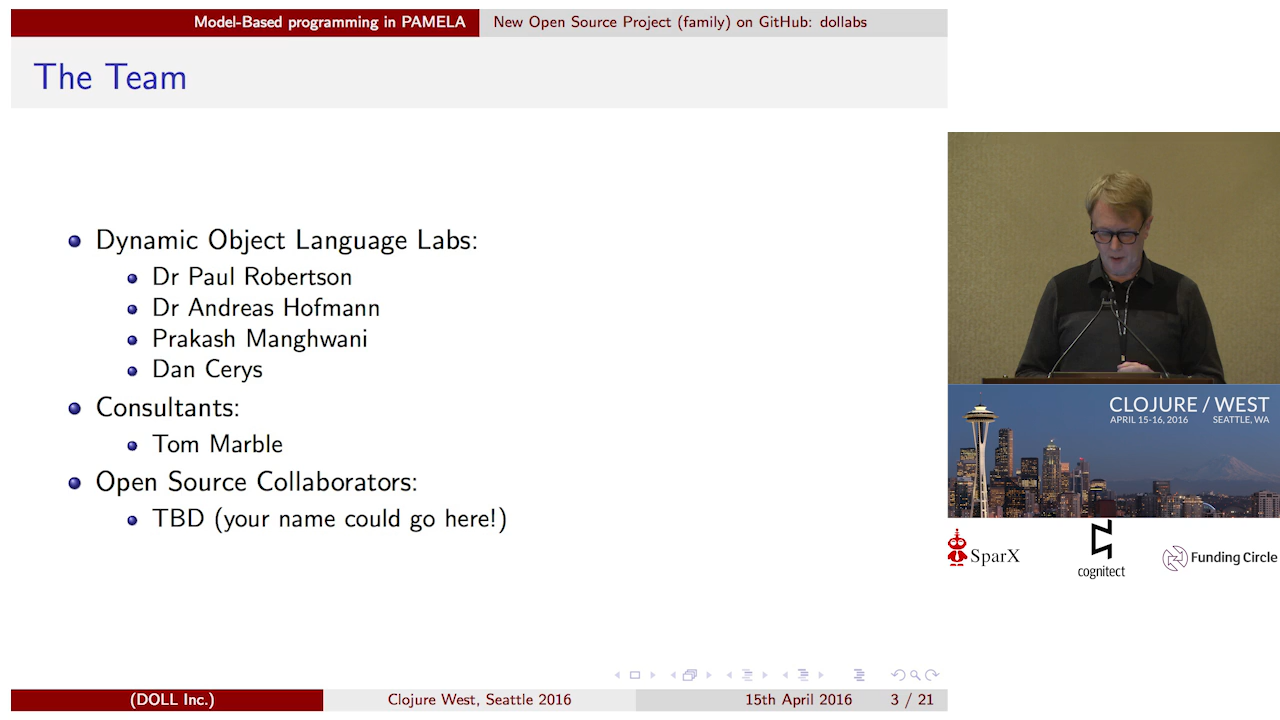 Model-Based programming in PAMELA New Open Source Project (family) on GitHub: dollabs
The Team
Dynamic Object Language Labs:
Dr Paul Robertson
Dr Andreas Hofmann
Prakash Manghwani
Dan Cerys
Consultants:
Tom Marble
Open Source Collaborators:
TBD (your name could go here!)
(DOLL Inc.) Clojure West, Seattle 2016 15th April 2016 3 / 21
CLOJURE / WEST
APRIL 15-16, 2016 SEATTLE, WA
SparX
cognitect
Funding Circle